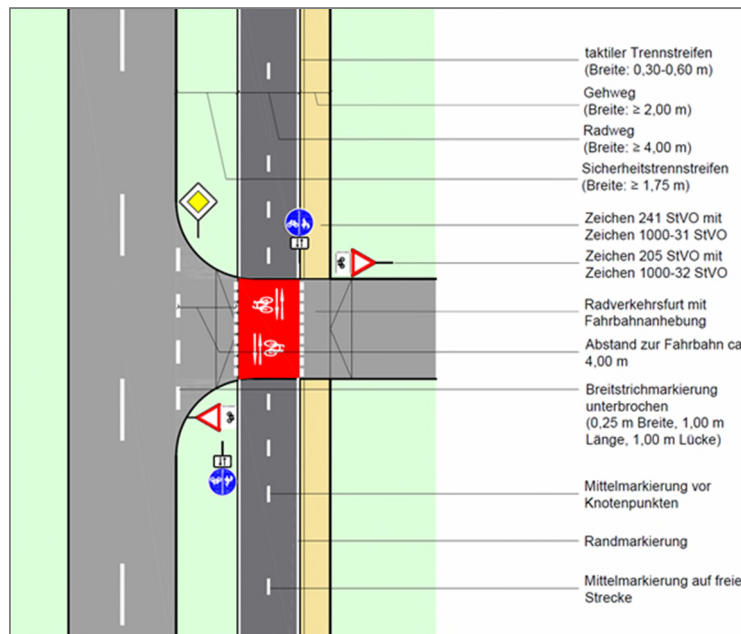 taktiler Trennstreifen
(Breite: 0,30-0,60 m)
Gehweg
(Breite: ≥ 2,00 m)
Radweg
(Breite: ≥ 4,00 m)
Sicherheitstrennstreifen
(Breite: ≥ 1,75 m)
Zeichen 241 StVO mit
Zeichen 1000-31 StVO
Zeichen 205 StVO mit
Zeichen 1000-32 StVO
Radverkehrsfurt mit
Fahrbahnanhebung
Abstand zur Fahrbahn ca
4,00 m
Breitstrichmarkierung
unterbrochen
(0,25 m Breite, 1,00 m
Länge, 1,00 m Lücke)
Mittelmarkierung vor
Knotenpunkten
Randmarkierung
Mittelmarkierung auf freie
Strecke